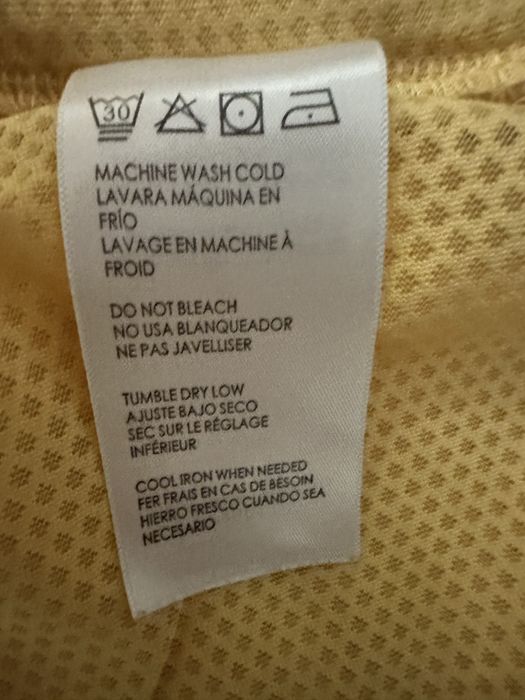 30
MACHINE WASH COLD
LAVARA MÁQUINA EN
FRÍO
LAVAGE EN MACHINE À
FROID
DO NOT BLEACH
NO USA BLANQUEADOR
NE PAS JAVELLISER
TUMBLE DRY LOW
AJUSTE BAJO SECO
SEC SUR LE RÉGLAGE
INFÉRIEUR
COOL IRON WHEN NEEDED
FER FRAIS EN CAS DE BESOIN
HIERRO FRESCO CUANDO SEA
NECESARIO